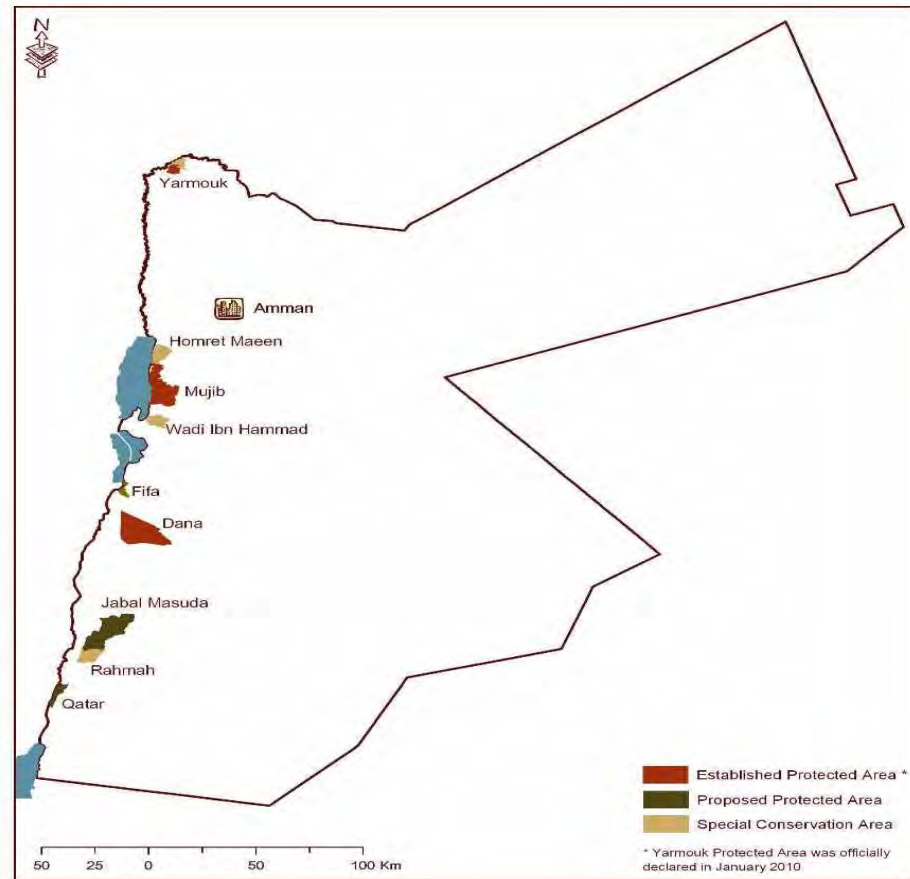 N
Yarmouk
Amman
Homret Maeen
Mujib
Wadi Ibn Hammad
Fifa
Dana
Jabal Masuda
Rahmah
Qatar
Established Protected Area *
Proposed Protected Area
Special Conservation Area
* Yarmouk Protected Area was officially
declared in January 2010
50 25 0 50 100 Km